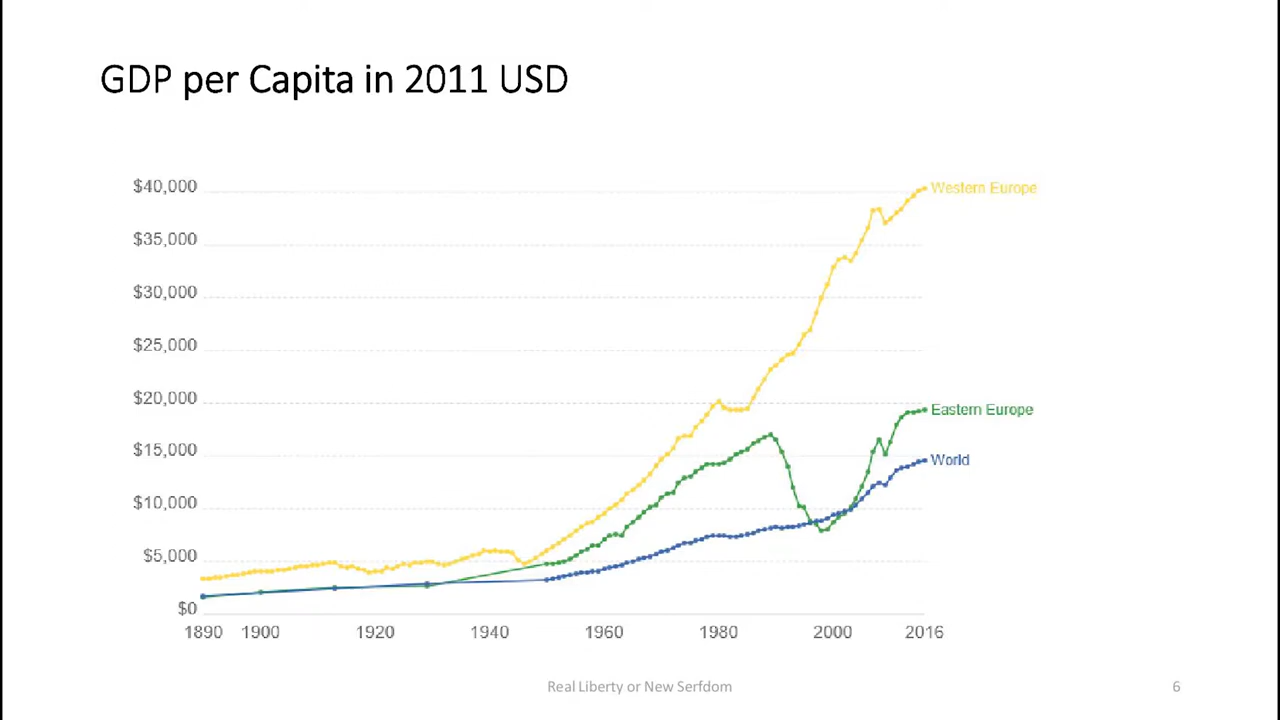 GDP per Capita in 2011 USD
$40,000
Western Europe
$35,000
$30,000
$25,000
$20,000
Eastern Europe
$15,000
World
$10,000
$5,000
$0
1890 1900 1920 1940 1960 1980 2000 2016
Real Liberty or New Serfdom 6